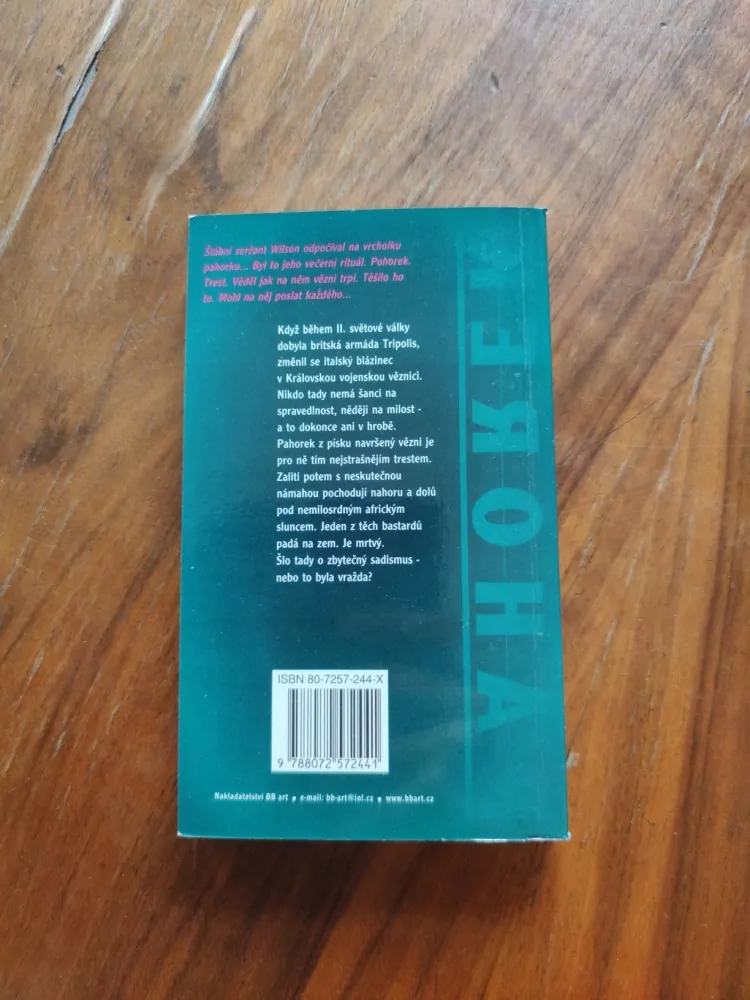 Štábní seržant Wilson odpočíval na vrcholku
pahorku... Byl to jeho večerní rituál. Pahorek.
Trest. Věděl jak na něm vězni trpí. Těšilo ho
to. Mohl na něj poslat každého...
Když během II. světové války
dobyla britská armáda Tripolis,
změnil se italský blázinec
v Královskou vojenskou věznici.
Nikdo tady nemá šanci na
spravedlnost, něději na milost -
a to dokonce ani v hrobě.
Pahorek z písku navršený vězni je
pro ně tím nejstrašnějším trestem.
Zaliti potem s neskutečnou
námahou pochodují nahoru a dolů
pod nemilosrdným africkým
sluncem. Jeden z těch bastardů
padá na zem. Je mrtvý.
Šlo tady o zbytečný sadismus -
nebo to byla vražda?
AHOŘE
ISBN 80-7257-244-X
9 788072 572441
Nakladatelství BB art • e-mail: bb-art@iol.cz • www.bbart.cz